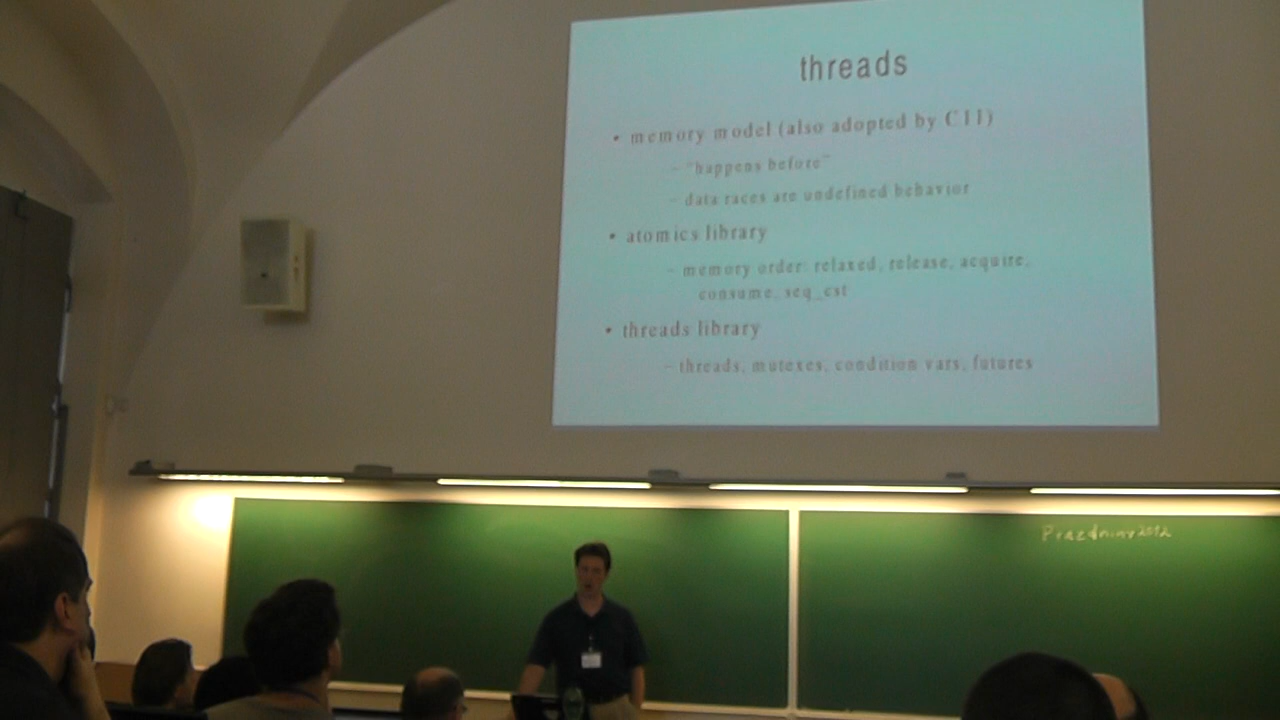 threads
• memory model (also adopted by C11)
– "happens before"
– data races are undefined behavior
• atomics library
– memory order: relaxed, release, acquire,
consume, seq_cst
• threads library
– threads, mutexes, condition vars, futures
Prazdniny 2012